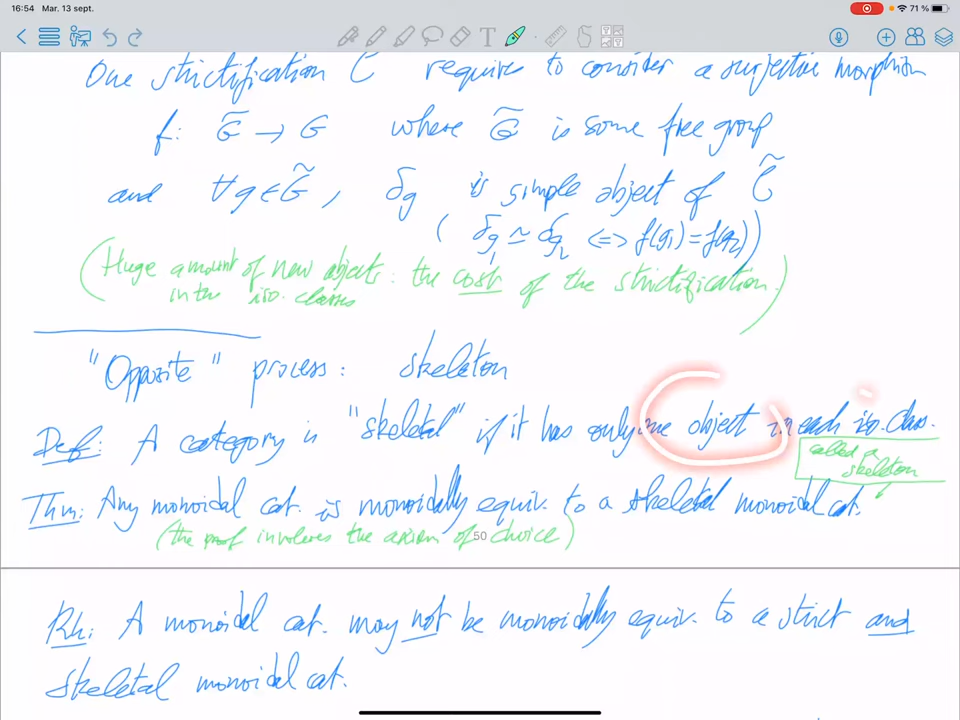 16:54 Mar. 13 sept.
71 %
One strictification C̃ require to consider a surjective morphism
f: G̃ → G where G̃ is some free group
and ∀g∈G̃, δg is simple object of C̃
( δg₁ ≃ δg₂ <=> f(g₁)=f(g₂))
(Huge amount of new objects: the cost of the strictification.)
in the iso. classes
"Opposite" process: skeleton
Def: A category is "skeletal" if it has only one object in each iso. class.
called a skeleton
Thm: Any monoidal cat. is monoidally equiv. to a skeletal monoidal cat.
(the proof involves the axiom of choice)
50
Rk: A monoidal cat. may not be monoidally equiv. to a strict and
skeletal monoidal cat.